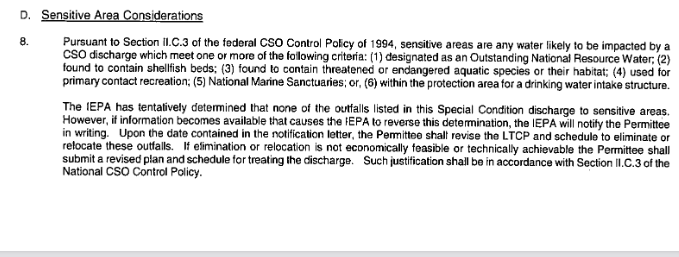 D. Sensitive Area Considerations
8. Pursuant to Section II.C.3 of the federal CSO Control Policy of 1994, sensitive areas are any water likely to be impacted by a
CSO discharge which meet one or more of the following criteria: (1) designated as an Outstanding National Resource Water; (2)
found to contain shellfish beds; (3) found to contain threatened or endangered aquatic species or their habitat; (4) used for
primary contact recreation; (5) National Marine Sanctuaries; or, (6) within the protection area for a drinking water intake structure.
The IEPA has tentatively determined that none of the outfalls listed in this Special Condition discharge to sensitive areas.
However, if information becomes available that causes the IEPA to reverse this determination, the IEPA will notify the Permittee
in writing. Upon the date contained in the notification letter, the Permittee shall revise the LTCP and schedule to eliminate or
relocate these outfalls. If elimination or relocation is not economically feasible or technically achievable the Permittee shall
submit a revised plan and schedule for treating the discharge. Such justification shall be in accordance with Section II.C.3 of the
National CSO Control Policy.